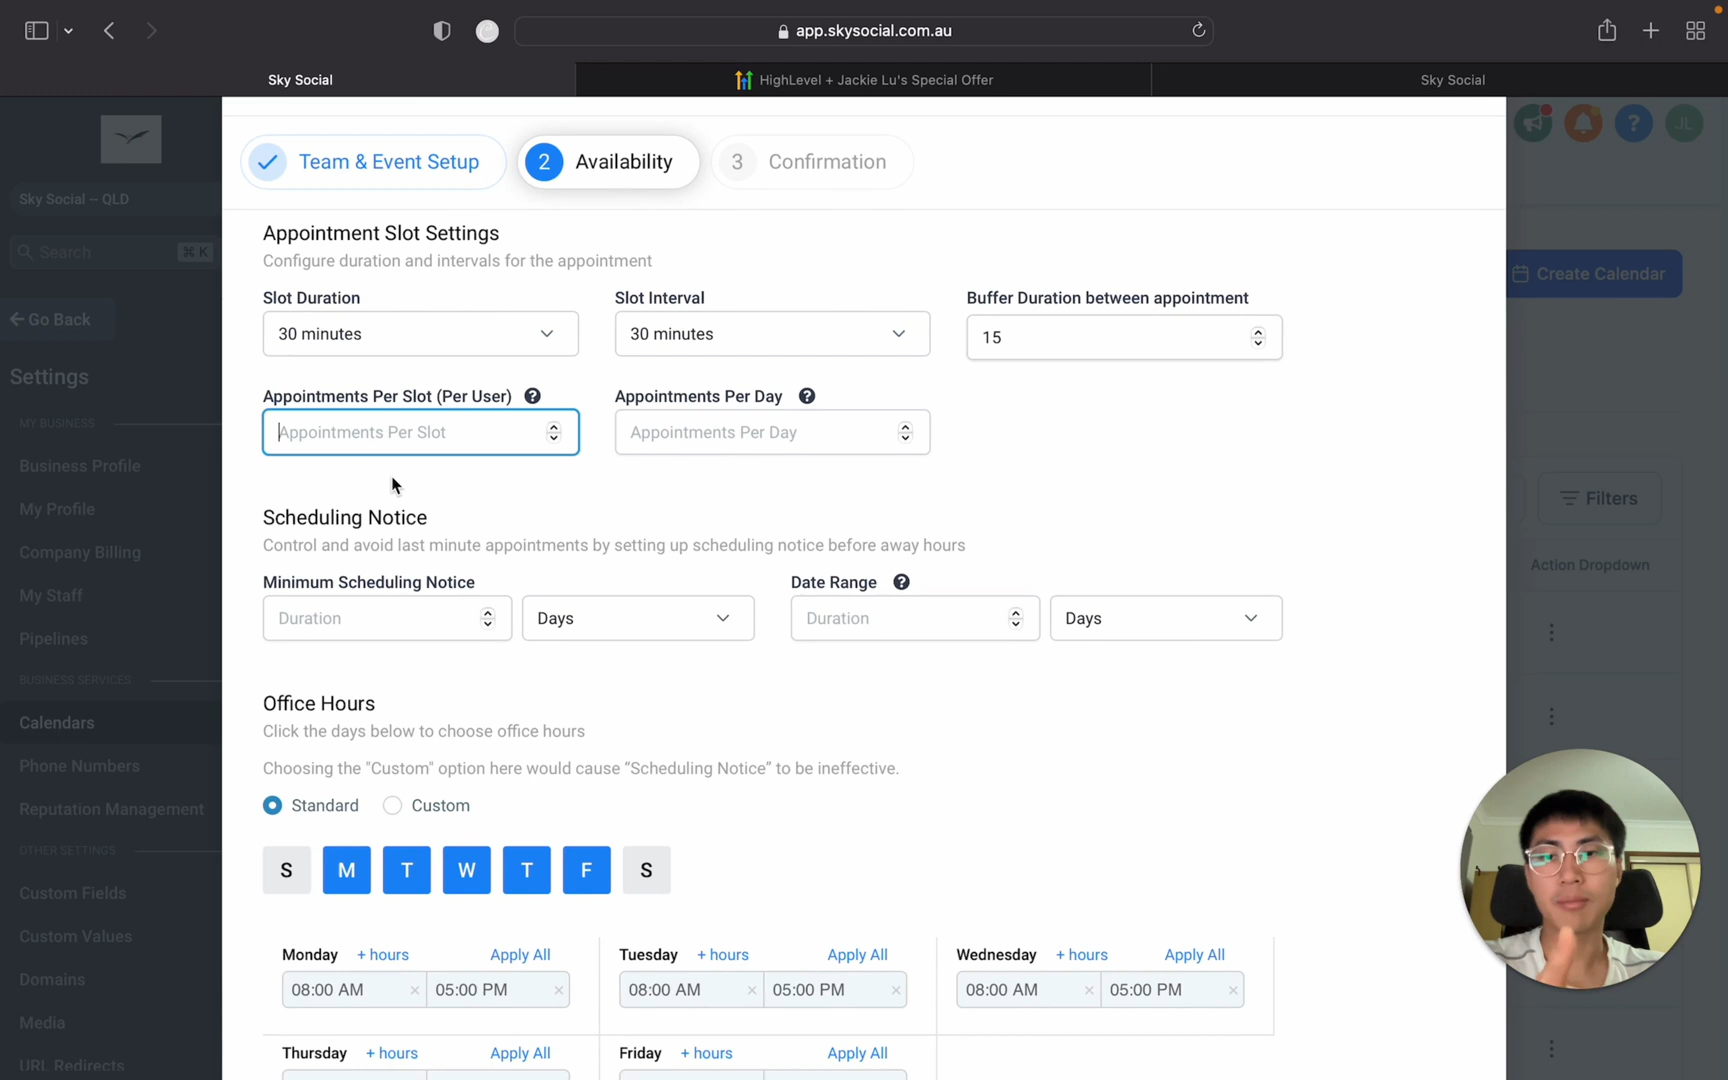 app.skysocial.com.au
Sky Social
HighLevel + Jackie Lu's Special Offer
Sky Social
Team & Event Setup
2 Availability
3 Confirmation
JL
Sky Social -- QLD
Search
⌘ K
Go Back
Settings
MY BUSINESS
Business Profile
My Profile
Company Billing
My Staff
Pipelines
BUSINESS SERVICES
Calendars
Phone Numbers
Reputation Management
OTHER SETTINGS
Custom Fields
Custom Values
Domains
Media
URL Redirects
Appointment Slot Settings
Configure duration and intervals for the appointment
Slot Duration
30 minutes
Slot Interval
30 minutes
Buffer Duration between appointment
15
Appointments Per Slot (Per User) ?
Appointments Per Slot
Appointments Per Day ?
Appointments Per Day
Scheduling Notice
Control and avoid last minute appointments by setting up scheduling notice before away hours
Minimum Scheduling Notice
Duration
Days
Date Range ?
Duration
Days
Office Hours
Click the days below to choose office hours
Choosing the "Custom" option here would cause “Scheduling Notice” to be ineffective.
Standard
Custom
S M T W T F S
Monday + hours Apply All
08:00 AM × 05:00 PM ×
Tuesday + hours Apply All
08:00 AM × 05:00 PM ×
Wednesday + hours Apply All
08:00 AM × 05:00 PM ×
Thursday + hours Apply All
Friday + hours Apply All
?
Create Calendar
Filters
Action Dropdown